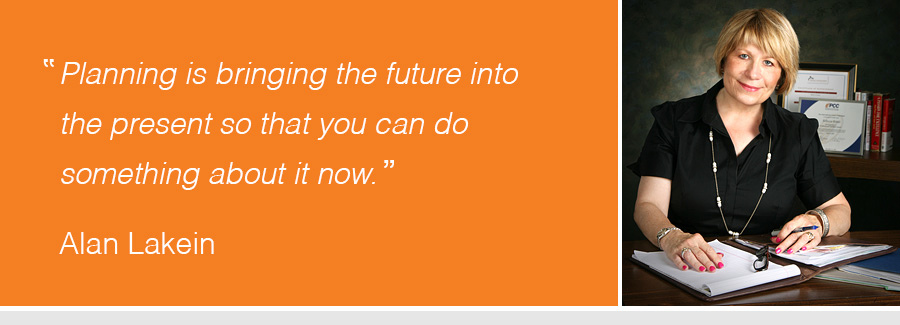 “Planning is bringing the future into
the present so that you can do
something about it now.”
Alan Lakein
PCC